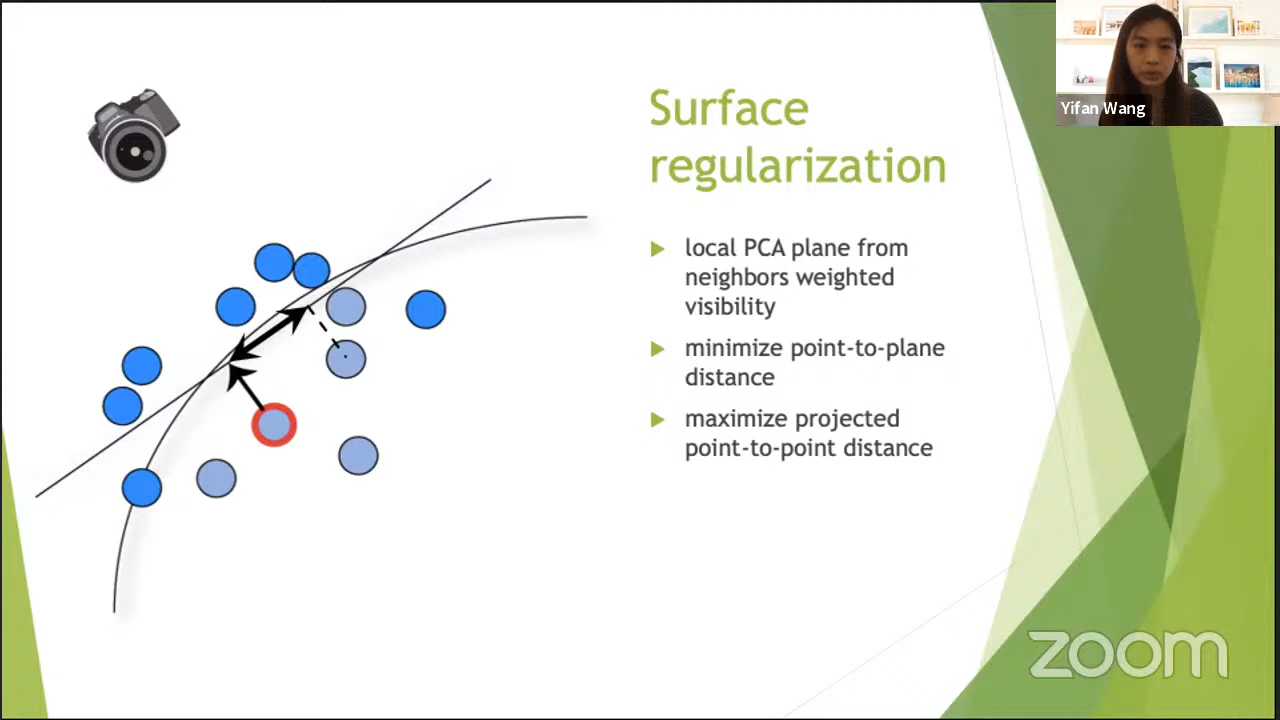 Surface
regularization
local PCA plane from
neighbors weighted
visibility
minimize point-to-plane
distance
maximize projected
point-to-point distance
Yifan Wang
zoom